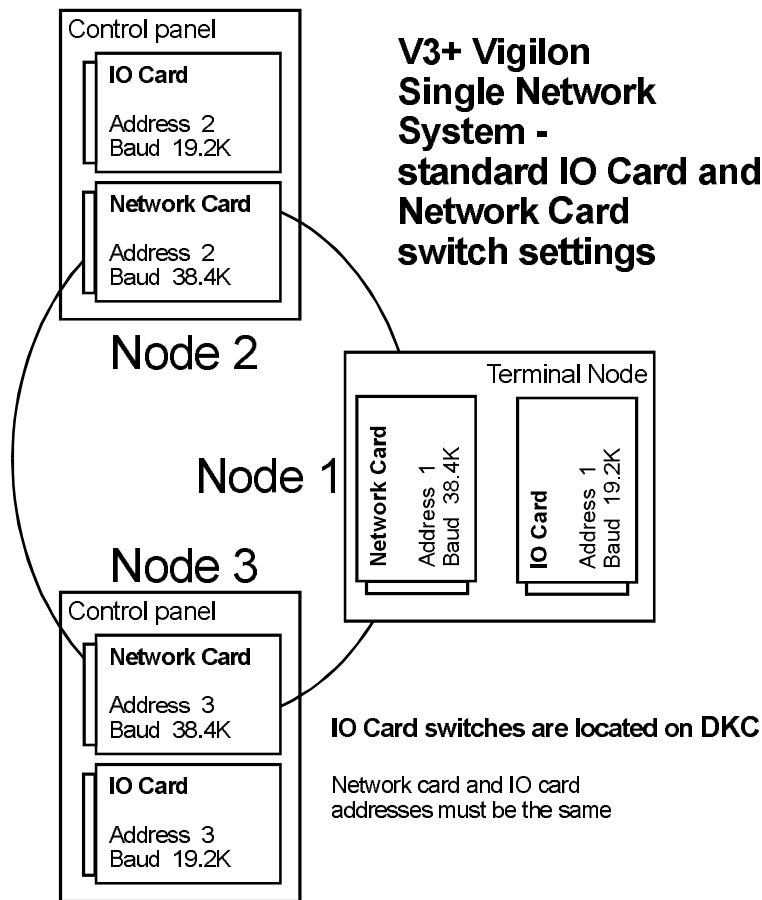 Control panel
IO Card
Address 2
Baud 19.2K
Network Card
Address 2
Baud 38.4K
Node 2
V3+ Vigilon
Single Network
System -
standard IO Card and
Network Card
switch settings
Terminal Node
Node 1
Network Card
Address 1
Baud 38.4K
IO Card
Address 1
Baud 19.2K
Node 3
Control panel
Network Card
Address 3
Baud 38.4K
IO Card
Address 3
Baud 19.2K
IO Card switches are located on DKC
Network card and IO card
addresses must be the same